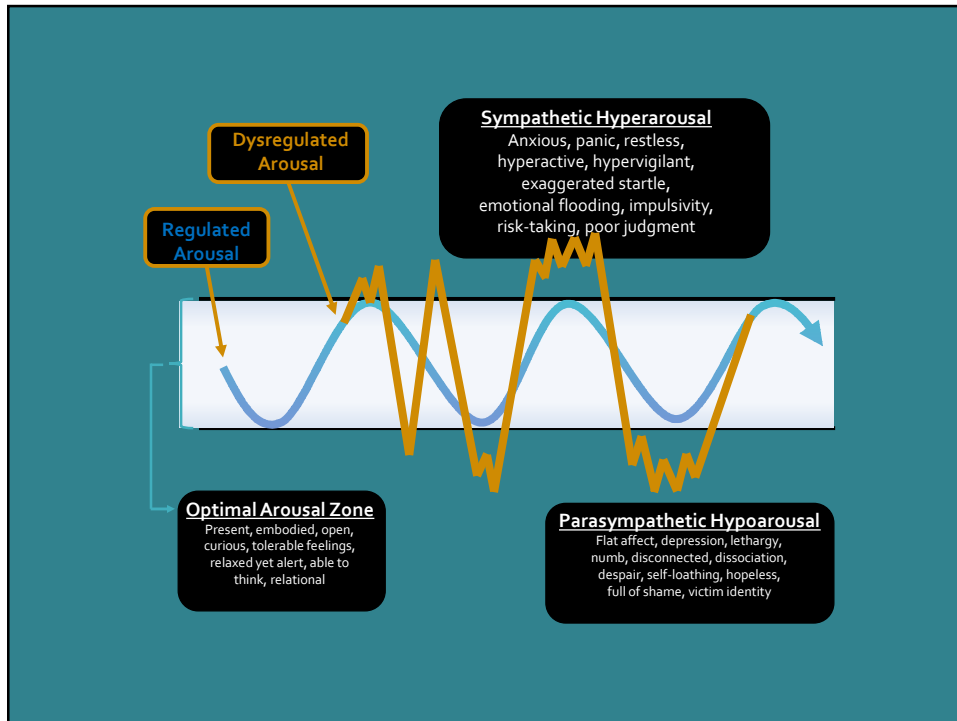 Sympathetic Hyperarousal
Anxious, panic, restless,
hyperactive, hypervigilant,
exaggerated startle,
emotional flooding, impulsivity,
risk-taking, poor judgment
Dysregulated
Arousal
Regulated
Arousal
Optimal Arousal Zone
Present, embodied, open,
curious, tolerable feelings,
relaxed yet alert, able to
think, relational
Parasympathetic Hypoarousal
Flat affect, depression, lethargy,
numb, disconnected, dissociation,
despair, self-loathing, hopeless,
full of shame, victim identity